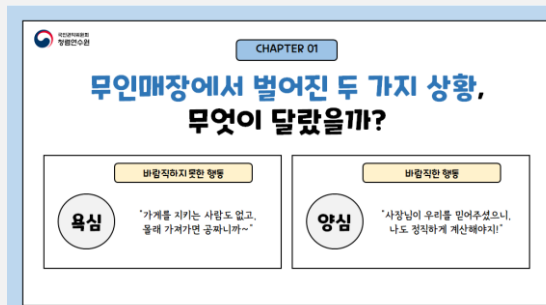 국민권익위원회
청렴연수원
CHAPTER 01
무인매장에서 벌어진 두 가지 상황,
무엇이 달랐을까?
바람직하지 못한 행동
욕심
"가게를 지키는 사람도 없고,
몰래 가져가면 공짜니까~"
바람직한 행동
양심
"사장님이 우리를 믿어주셨으니,
나도 정직하게 계산해야지!"